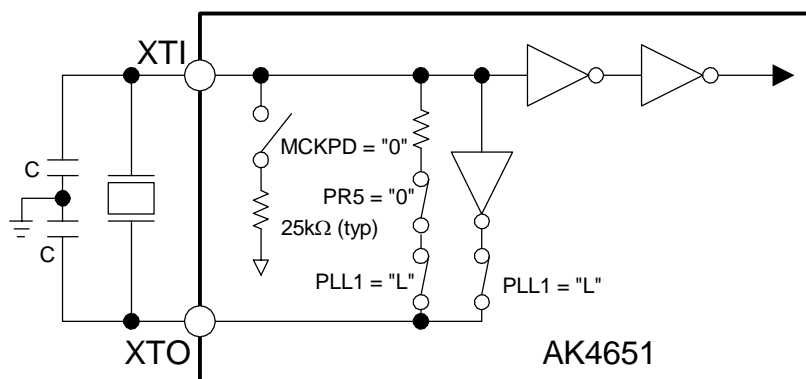 XTI
C
MCKPD = "0"
PR5 = "0"
25kΩ (typ)
C
PLL1 = "L"
PLL1 = "L"
XTO
AK4651